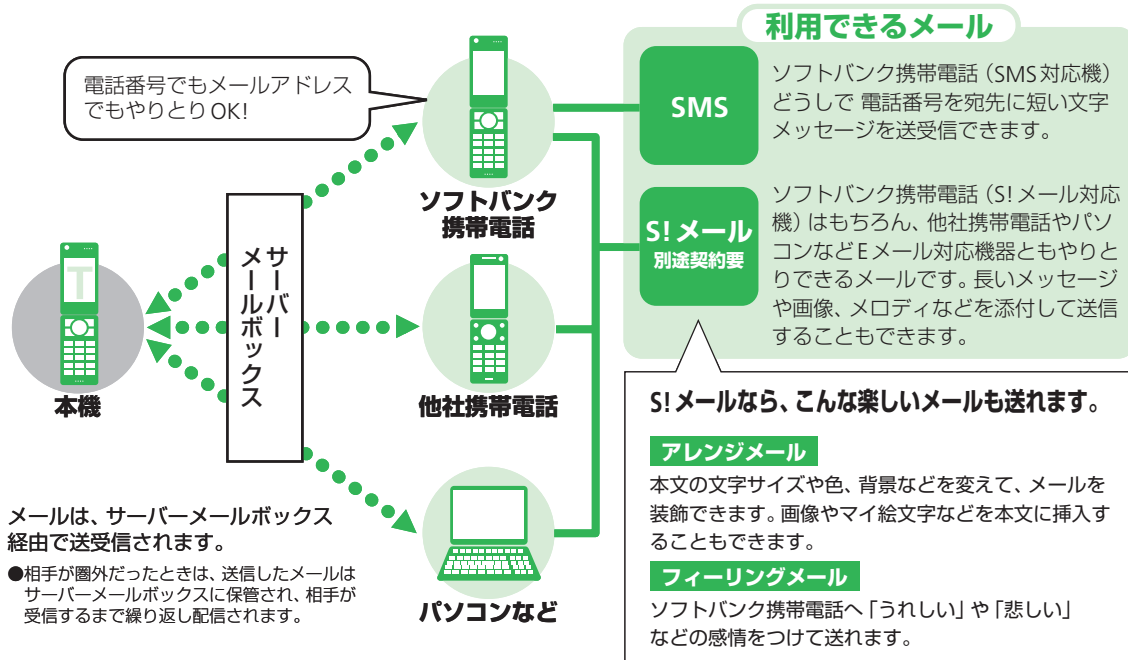 電話番号でもメールアドレス
でもやりとりOK!
ソフトバンク
携帯電話
サーバー
メールボックス
T
本機
他社携帯電話
パソコンなど
メールは、サーバーメールボックス
経由で送受信されます。
●相手が圏外だったときは、送信したメールは
サーバーメールボックスに保管され、相手が
受信するまで繰り返し配信されます。
利用できるメール
SMS
ソフトバンク携帯電話(SMS対応機)
どうしで 電話番号を宛先に短い文字
メッセージを送受信できます。
S!メール
別途契約要
ソフトバンク携帯電話(S!メール対応
機)はもちろん、他社携帯電話やパソ
コンなどEメール対応機器ともやりと
りできるメールです。長いメッセージ
や画像、メロディなどを添付して送信
することもできます。
S!メールなら、こんな楽しいメールも送れます。
アレンジメール
本文の文字サイズや色、背景などを変えて、メールを
装飾できます。画像やマイ絵文字などを本文に挿入す
ることもできます。
フィーリングメール
ソフトバンク携帯電話へ「うれしい」や「悲しい」
などの感情をつけて送れます。